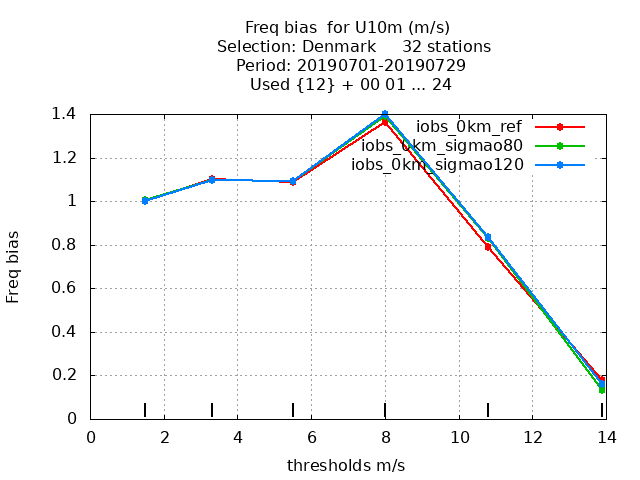 Freq bias  for U10m (m/s)
Selection: Denmark     32 stations
Period: 20190701-20190729
Used {12} + 00 01 ... 24
1.4
1.2
1
0.8
0.6
0.4
0.2
0
Freq bias
iobs_0km_ref
iobs_0km_sigmao80
iobs_0km_sigmao120
0 2 4 6 8 10 12 14
thresholds m/s